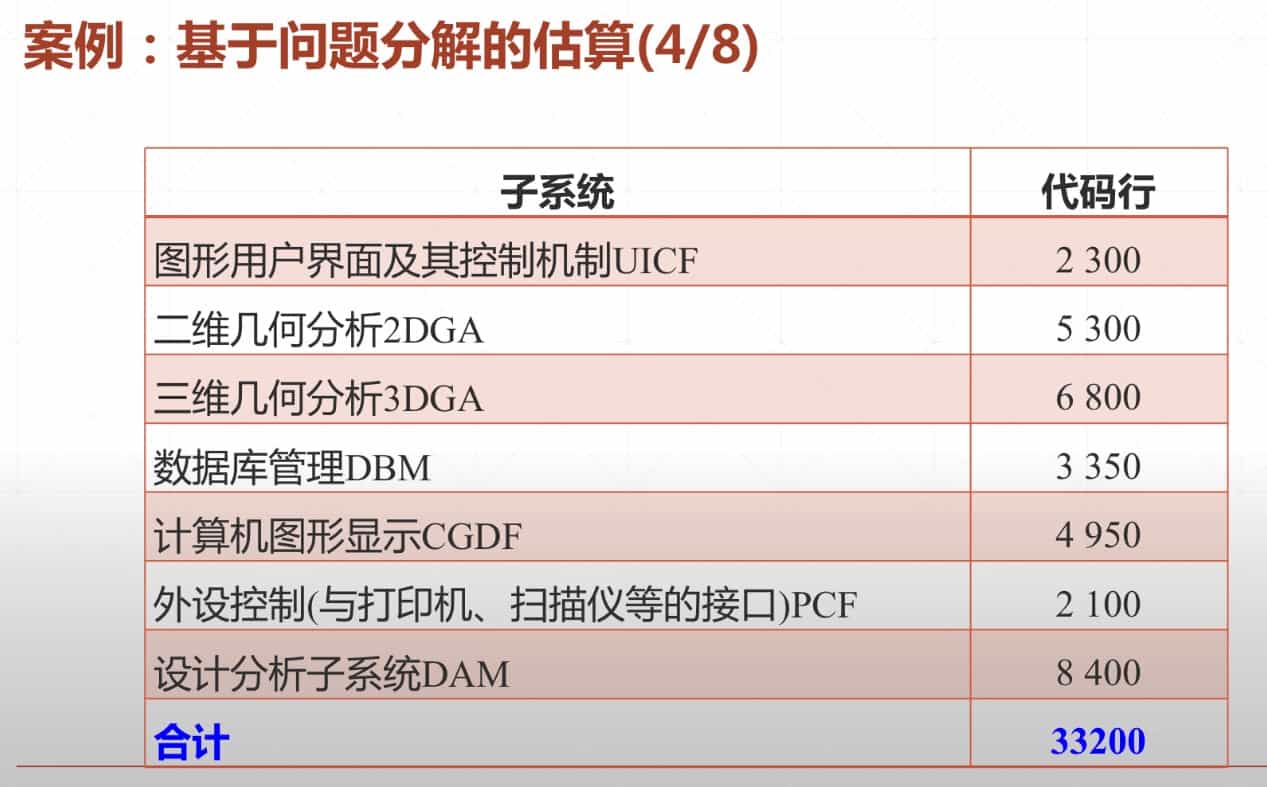 案例：基于问题分解的估算(4/8)
子系统 代码行
图形用户界面及其控制机制UICF 2 300
二维几何分析2DGA 5 300
三维几何分析3DGA 6 800
数据库管理DBM 3 350
计算机图形显示CGDF 4 950
外设控制(与打印机、扫描仪等的接口)PCF 2 100
设计分析子系统DAM 8 400
合计 33200